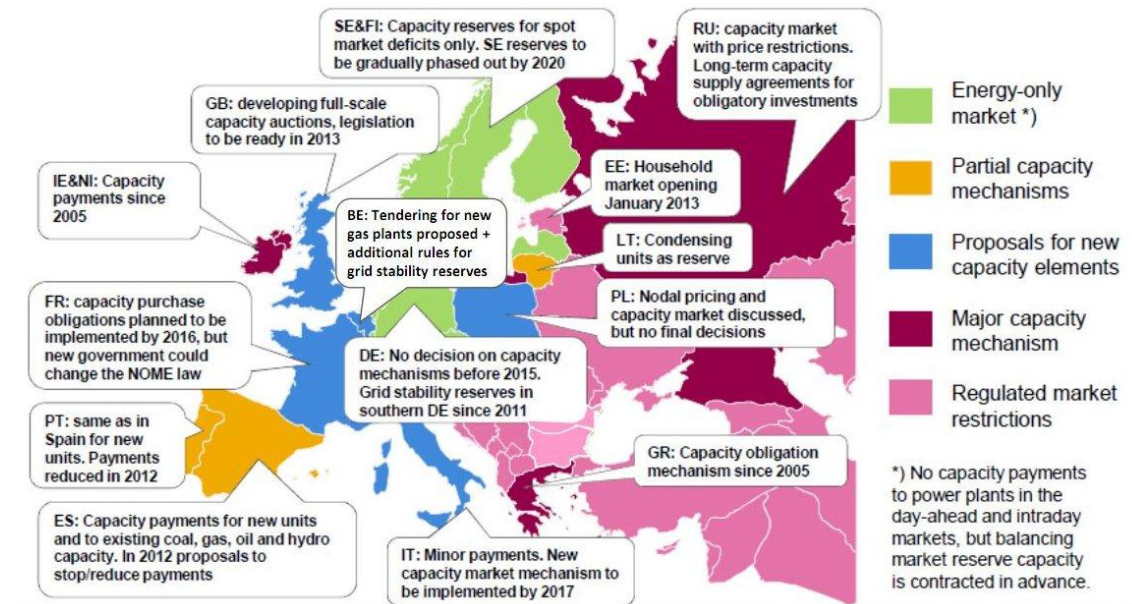 SE&FI: Capacity reserves for spot
market deficits only. SE reserves to
be gradually phased out by 2020
RU: capacity market
with price restrictions.
Long-term capacity
supply agreements for
obligatory investments
GB: developing full-scale
capacity auctions, legislation
to be ready in 2013
IE&NI: Capacity
payments since
2005
EE: Household
market opening
January 2013
BE: Tendering for new
gas plants proposed +
additional rules for
grid stability reserves
LT: Condensing
units as reserve
FR: capacity purchase
obligations planned to be
implemented by 2016, but
new government could
change the NOME law
PL: Nodal pricing and
capacity market discussed,
but no final decisions
DE: No decision on capacity
mechanisms before 2015.
Grid stability reserves in
southern DE since 2011
PT: same as in
Spain for new
units. Payments
reduced in 2012
GR: Capacity obligation
mechanism since 2005
ES: Capacity payments for new units
and to existing coal, gas, oil and hydro
capacity. In 2012 proposals to
stop/reduce payments
IT: Minor payments. New
capacity market mechanism to
be implemented by 2017
Energy-only
market *)
Partial capacity
mechanisms
Proposals for new
capacity elements
Major capacity
mechanism
Regulated market
restrictions
*) No capacity payments
to power plants in the
day-ahead and intraday
markets, but balancing
market reserve capacity
is contracted in advance.